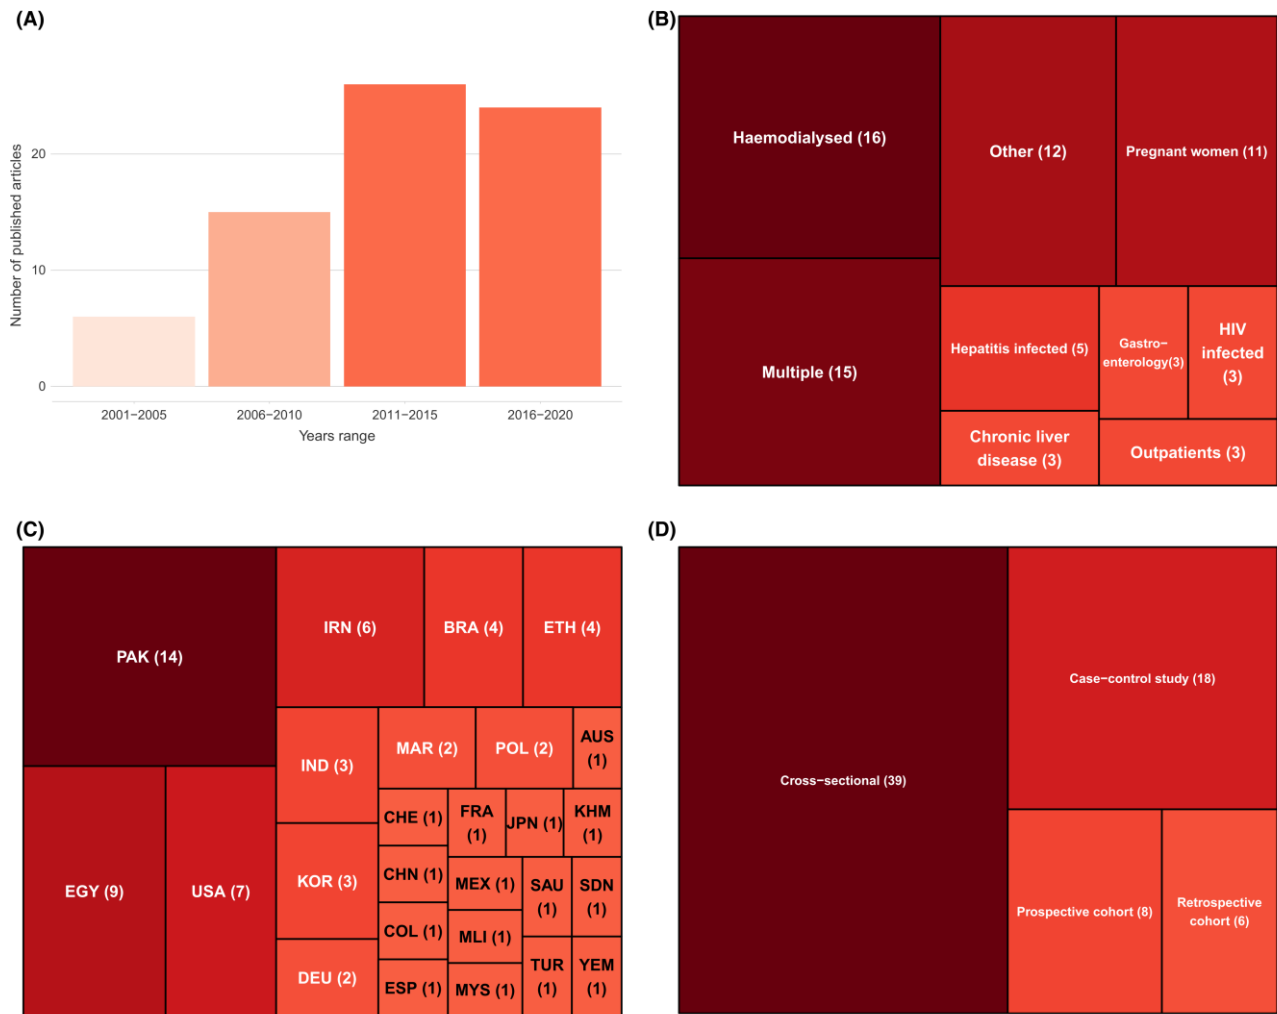 (A)
Number of published articles
20
10
0
2001−2005
2006−2010
2011−2015
2016−2020
Years range
(B)
Haemodialysed (16)
Other (12)
Pregnant women (11)
Multiple (15)
Hepatitis infected (5)
Gastro−
enterology(3)
HIV
infected
(3)
Chronic liver
disease (3)
Outpatients (3)
(C)
PAK (14)
IRN (6)
BRA (4)
ETH (4)
EGY (9)
USA (7)
IND (3)
MAR (2)
POL (2)
AUS
(1)
KOR (3)
CHE (1)
FRA
(1)
JPN (1)
KHM
(1)
CHN (1)
MEX (1)
SAU
(1)
SDN
(1)
COL (1)
MLI (1)
DEU (2)
ESP (1)
MYS (1)
TUR
(1)
YEM
(1)
(D)
Cross−sectional (39)
Case−control study (18)
Prospective cohort (8)
Retrospective
cohort (6)